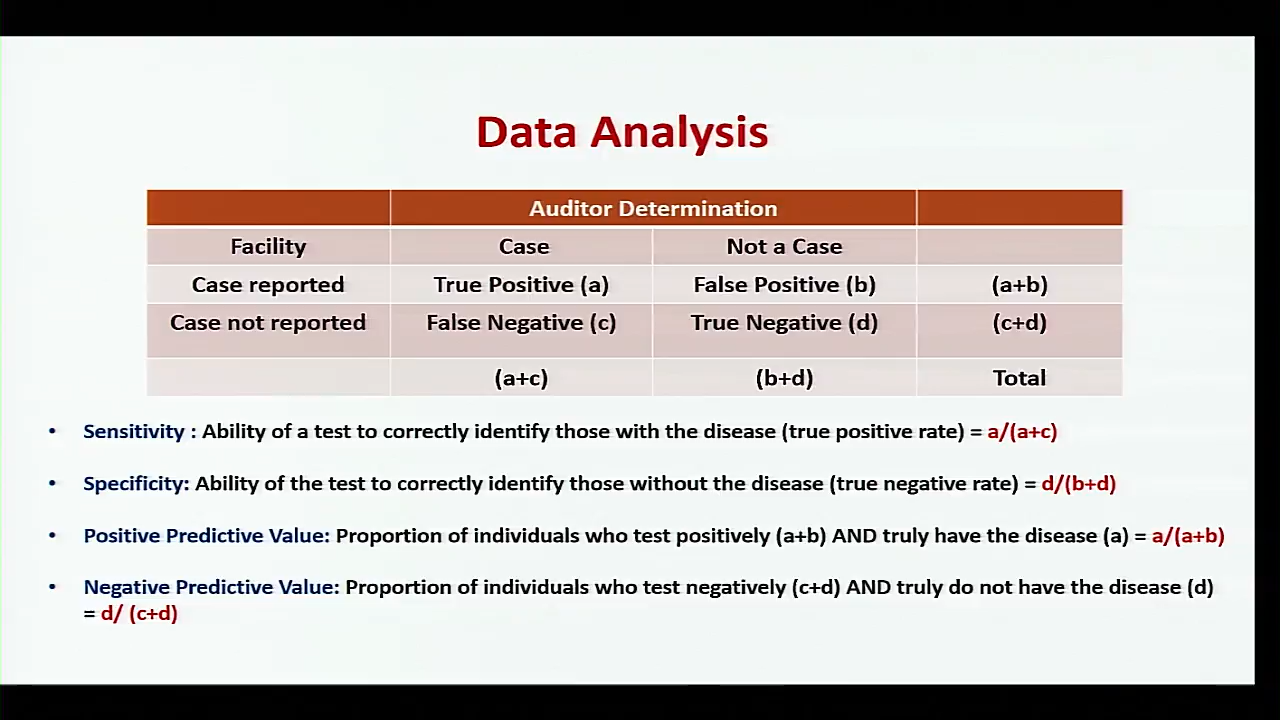 Data Analysis
Auditor Determination
Facility Case Not a Case
Case reported True Positive (a) False Positive (b) (a+b)
Case not reported False Negative (c) True Negative (d) (c+d)
(a+c) (b+d) Total
• Sensitivity : Ability of a test to correctly identify those with the disease (true positive rate) = a/(a+c)
• Specificity: Ability of the test to correctly identify those without the disease (true negative rate) = d/(b+d)
• Positive Predictive Value: Proportion of individuals who test positively (a+b) AND truly have the disease (a) = a/(a+b)
• Negative Predictive Value: Proportion of individuals who test negatively (c+d) AND truly do not have the disease (d)
= d/ (c+d)